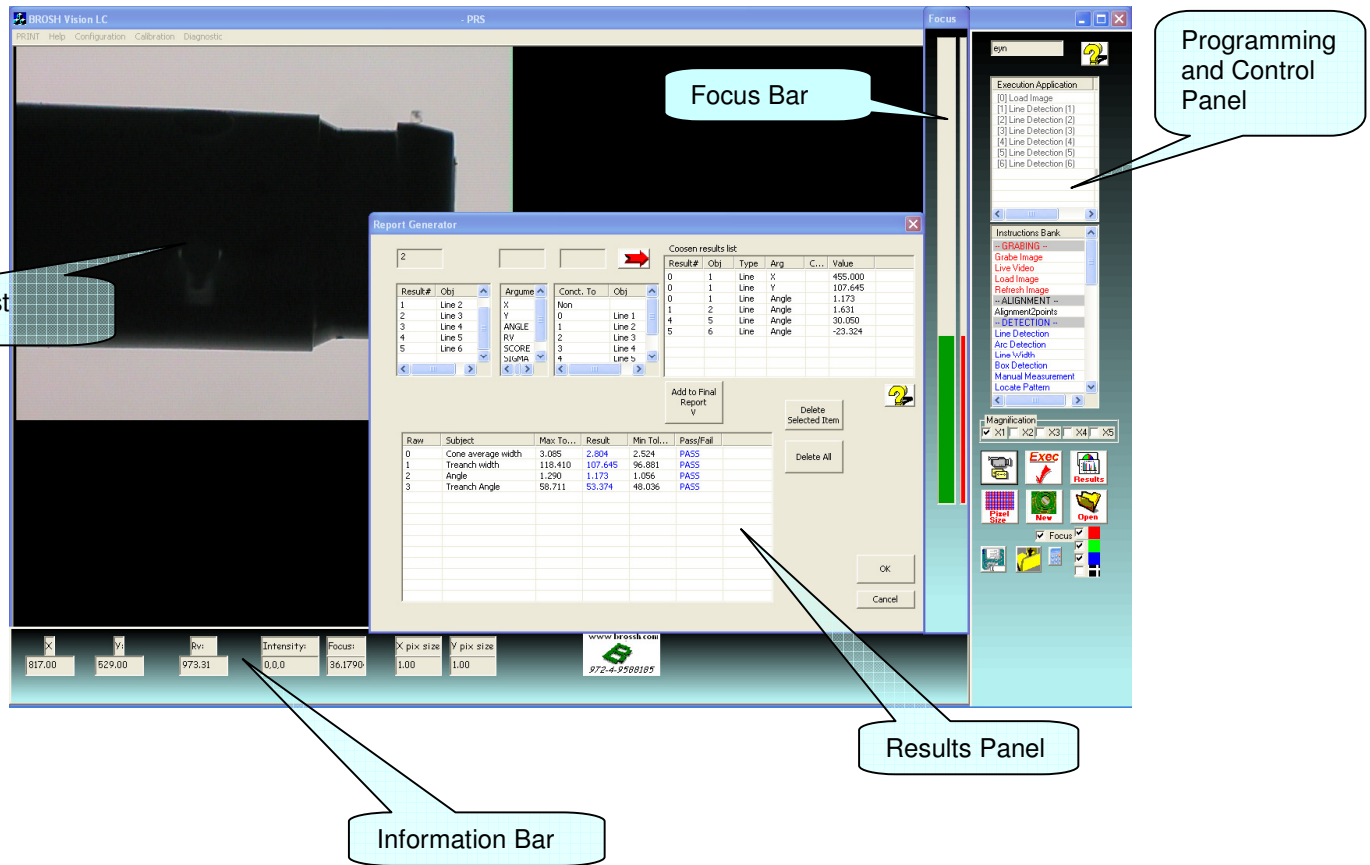 BROSH Vision LC
- PRS
Focus
PRINT Help Configuration Calibration Diagnostic
Focus Bar
Programming
and Control
Panel
st
eyn
Execution Application
[0] Load Image
[1] Line Detection (1)
[2] Line Detection (2)
[3] Line Detection (3)
[4] Line Detection (4)
[5] Line Detection (5)
[6] Line Detection (6)
Instructions Bank
-- GRABING --
Grabe Image
Live Video
Load Image
Refresh Image
-- ALIGNMENT --
Alignment2points
-- DETECTION --
Line Detection
Arc Detection
Line Width
Box Detection
Manual Measurement
Locate Pattern
Magnification
X1 X2 X3 X4 X5
Exec
Results
Pixel Size
New
Open
Focus
Report Generator
2
Result# Obj
1 Line 2
2 Line 3
3 Line 4
4 Line 5
5 Line 6
Argume
X
Y
ANGLE
RV
SCORE
SIGMA
Conct. To Obj
Non
0 Line 1
1 Line 2
2 Line 3
3 Line 4
4 Line 5
Coosen results list
Result# Obj Type Arg C... Value
0 1 Line X 455.000
0 1 Line Y 107.645
0 1 Line Angle 1.173
1 2 Line Angle 1.631
4 5 Line Angle 30.050
5 6 Line Angle -23.324
Add to Final
Report
V
Delete
Selected Item
Delete All
Raw Subject Max To... Result Min Tol... Pass/Fail
0 Cone average width 3.085 2.804 2.524 PASS
1 Treanch width 118.410 107.645 96.881 PASS
2 Angle 1.290 1.173 1.056 PASS
3 Treanch Angle 58.711 53.374 48.036 PASS
OK
Cancel
X Y: Rv: Intensity: Focus: X pix size Y pix size
817.00 529.00 973.31 0,0,0 36.1790 1.00 1.00
www brossh.com
972-4-9588185
Results Panel
Information Bar